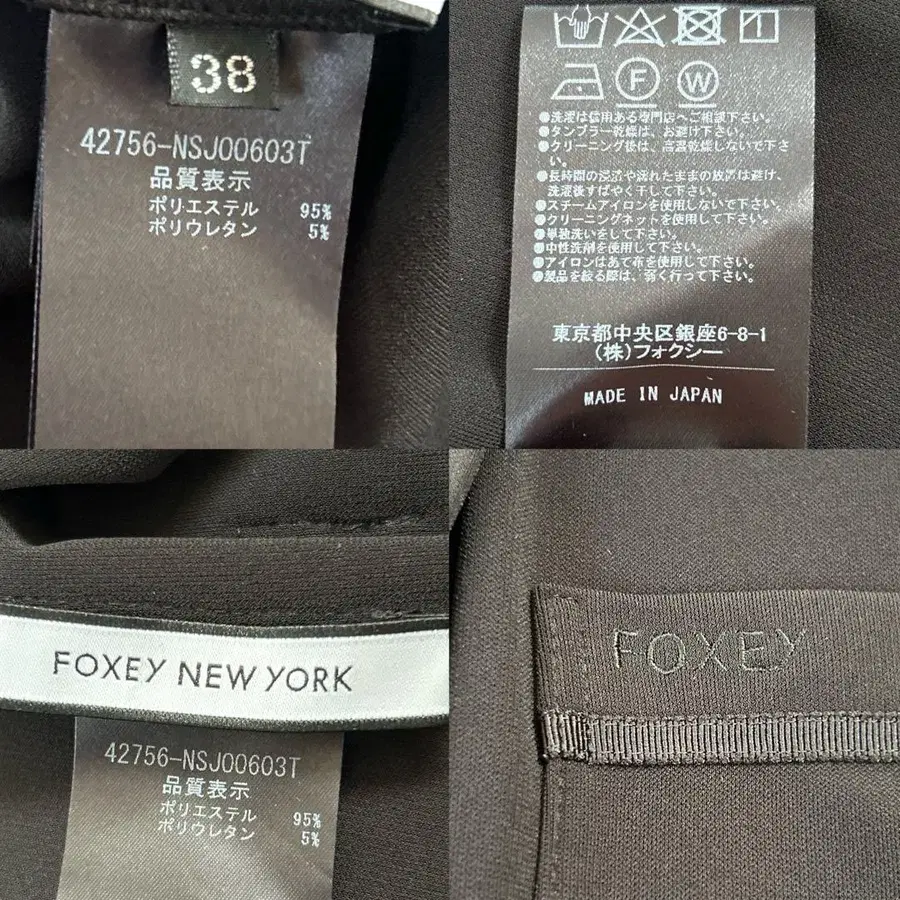 38
42756-NSJ00603T
品質表示
ポリエステル 95%
ポリウレタン 5%
F W
●洗濯は信用ある専門店へご相談下さい。
●タンブラー乾燥は、お避け下さい。
●クリーニング後は、高温乾燥しないで下さ
い。
●長時間の浸漬や濡れたままの放置は避け、
洗濯後すばやく干して下さい。
●スチームアイロンを使用しないで下さい。
●クリーニングネットを使用して下さい。
●単独洗いをして下さい。
●中性洗剤を使用して下さい。
●アイロンはあて布を使用して下さい。
●製品を絞る際は、弱く行って下さい。
東京都中央区銀座6-8-1
(株)フォクシー
MADE IN JAPAN
FOXEY NEW YORK
42756-NSJ00603T
品質表示
ポリエステル 95%
ポリウレタン 5%
FOXEY